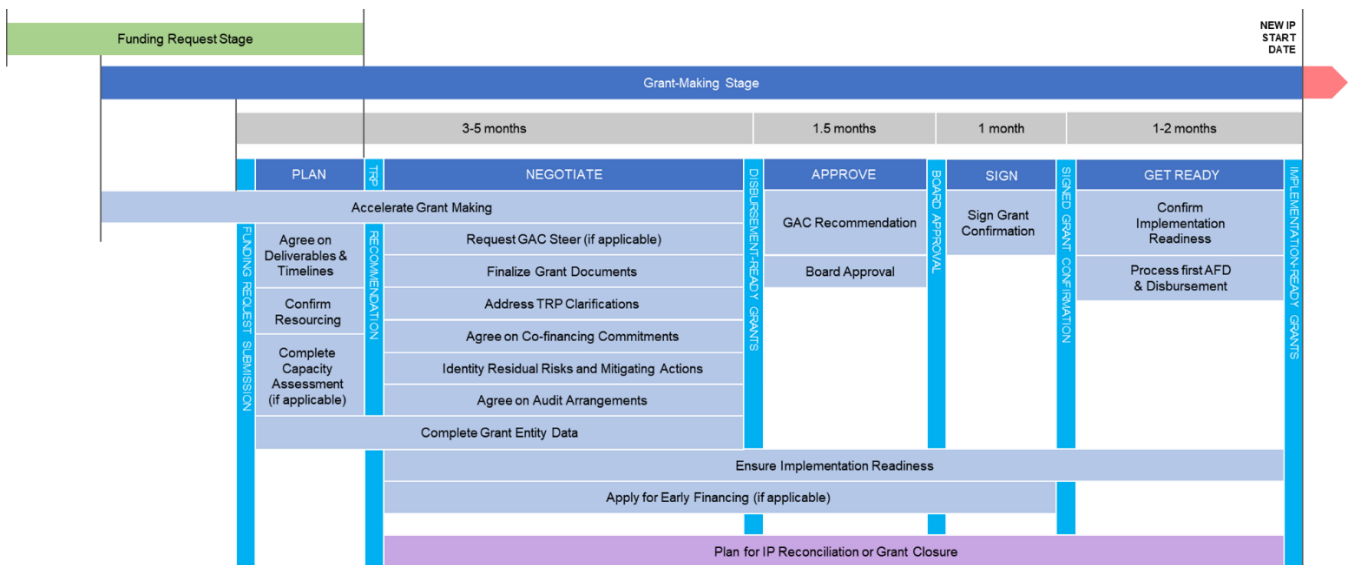 Funding Request Stage
NEW IP
START
DATE
Grant-Making Stage
3-5 months
1.5 months
1 month
1-2 months
PLAN
NEGOTIATE
APPROVE
SIGN
GET READY
FUNDING REQUEST SUBMISSION
TRP RECOMMENDATION
DISBURSEMENT-READY GRANTS
BOARD APPROVAL
SIGNED GRANT CONFIRMATION
IMPLEMENTATION-READY GRANTS
Accelerate Grant Making
Agree on
Deliverables &
Timelines
Confirm
Resourcing
Complete
Capacity
Assessment
(if applicable)
Request GAC Steer (if applicable)
Finalize Grant Documents
Address TRP Clarifications
Agree on Co-financing Commitments
Identity Residual Risks and Mitigating Actions
Agree on Audit Arrangements
GAC Recommendation
Board Approval
Sign Grant
Confirmation
Confirm
Implementation
Readiness
Process first AFD
& Disbursement
Complete Grant Entity Data
Ensure Implementation Readiness
Apply for Early Financing (if applicable)
Plan for IP Reconciliation or Grant Closure